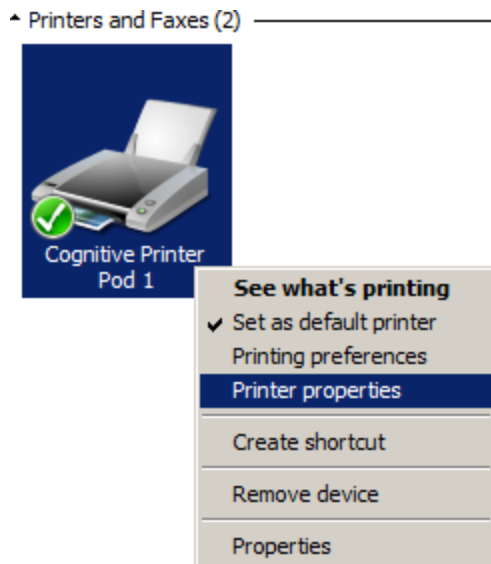 Printers and Faxes (2)
Cognitive Printer
Pod 1
See what's printing
Set as default printer
Printing preferences
Printer properties
Create shortcut
Remove device
Properties